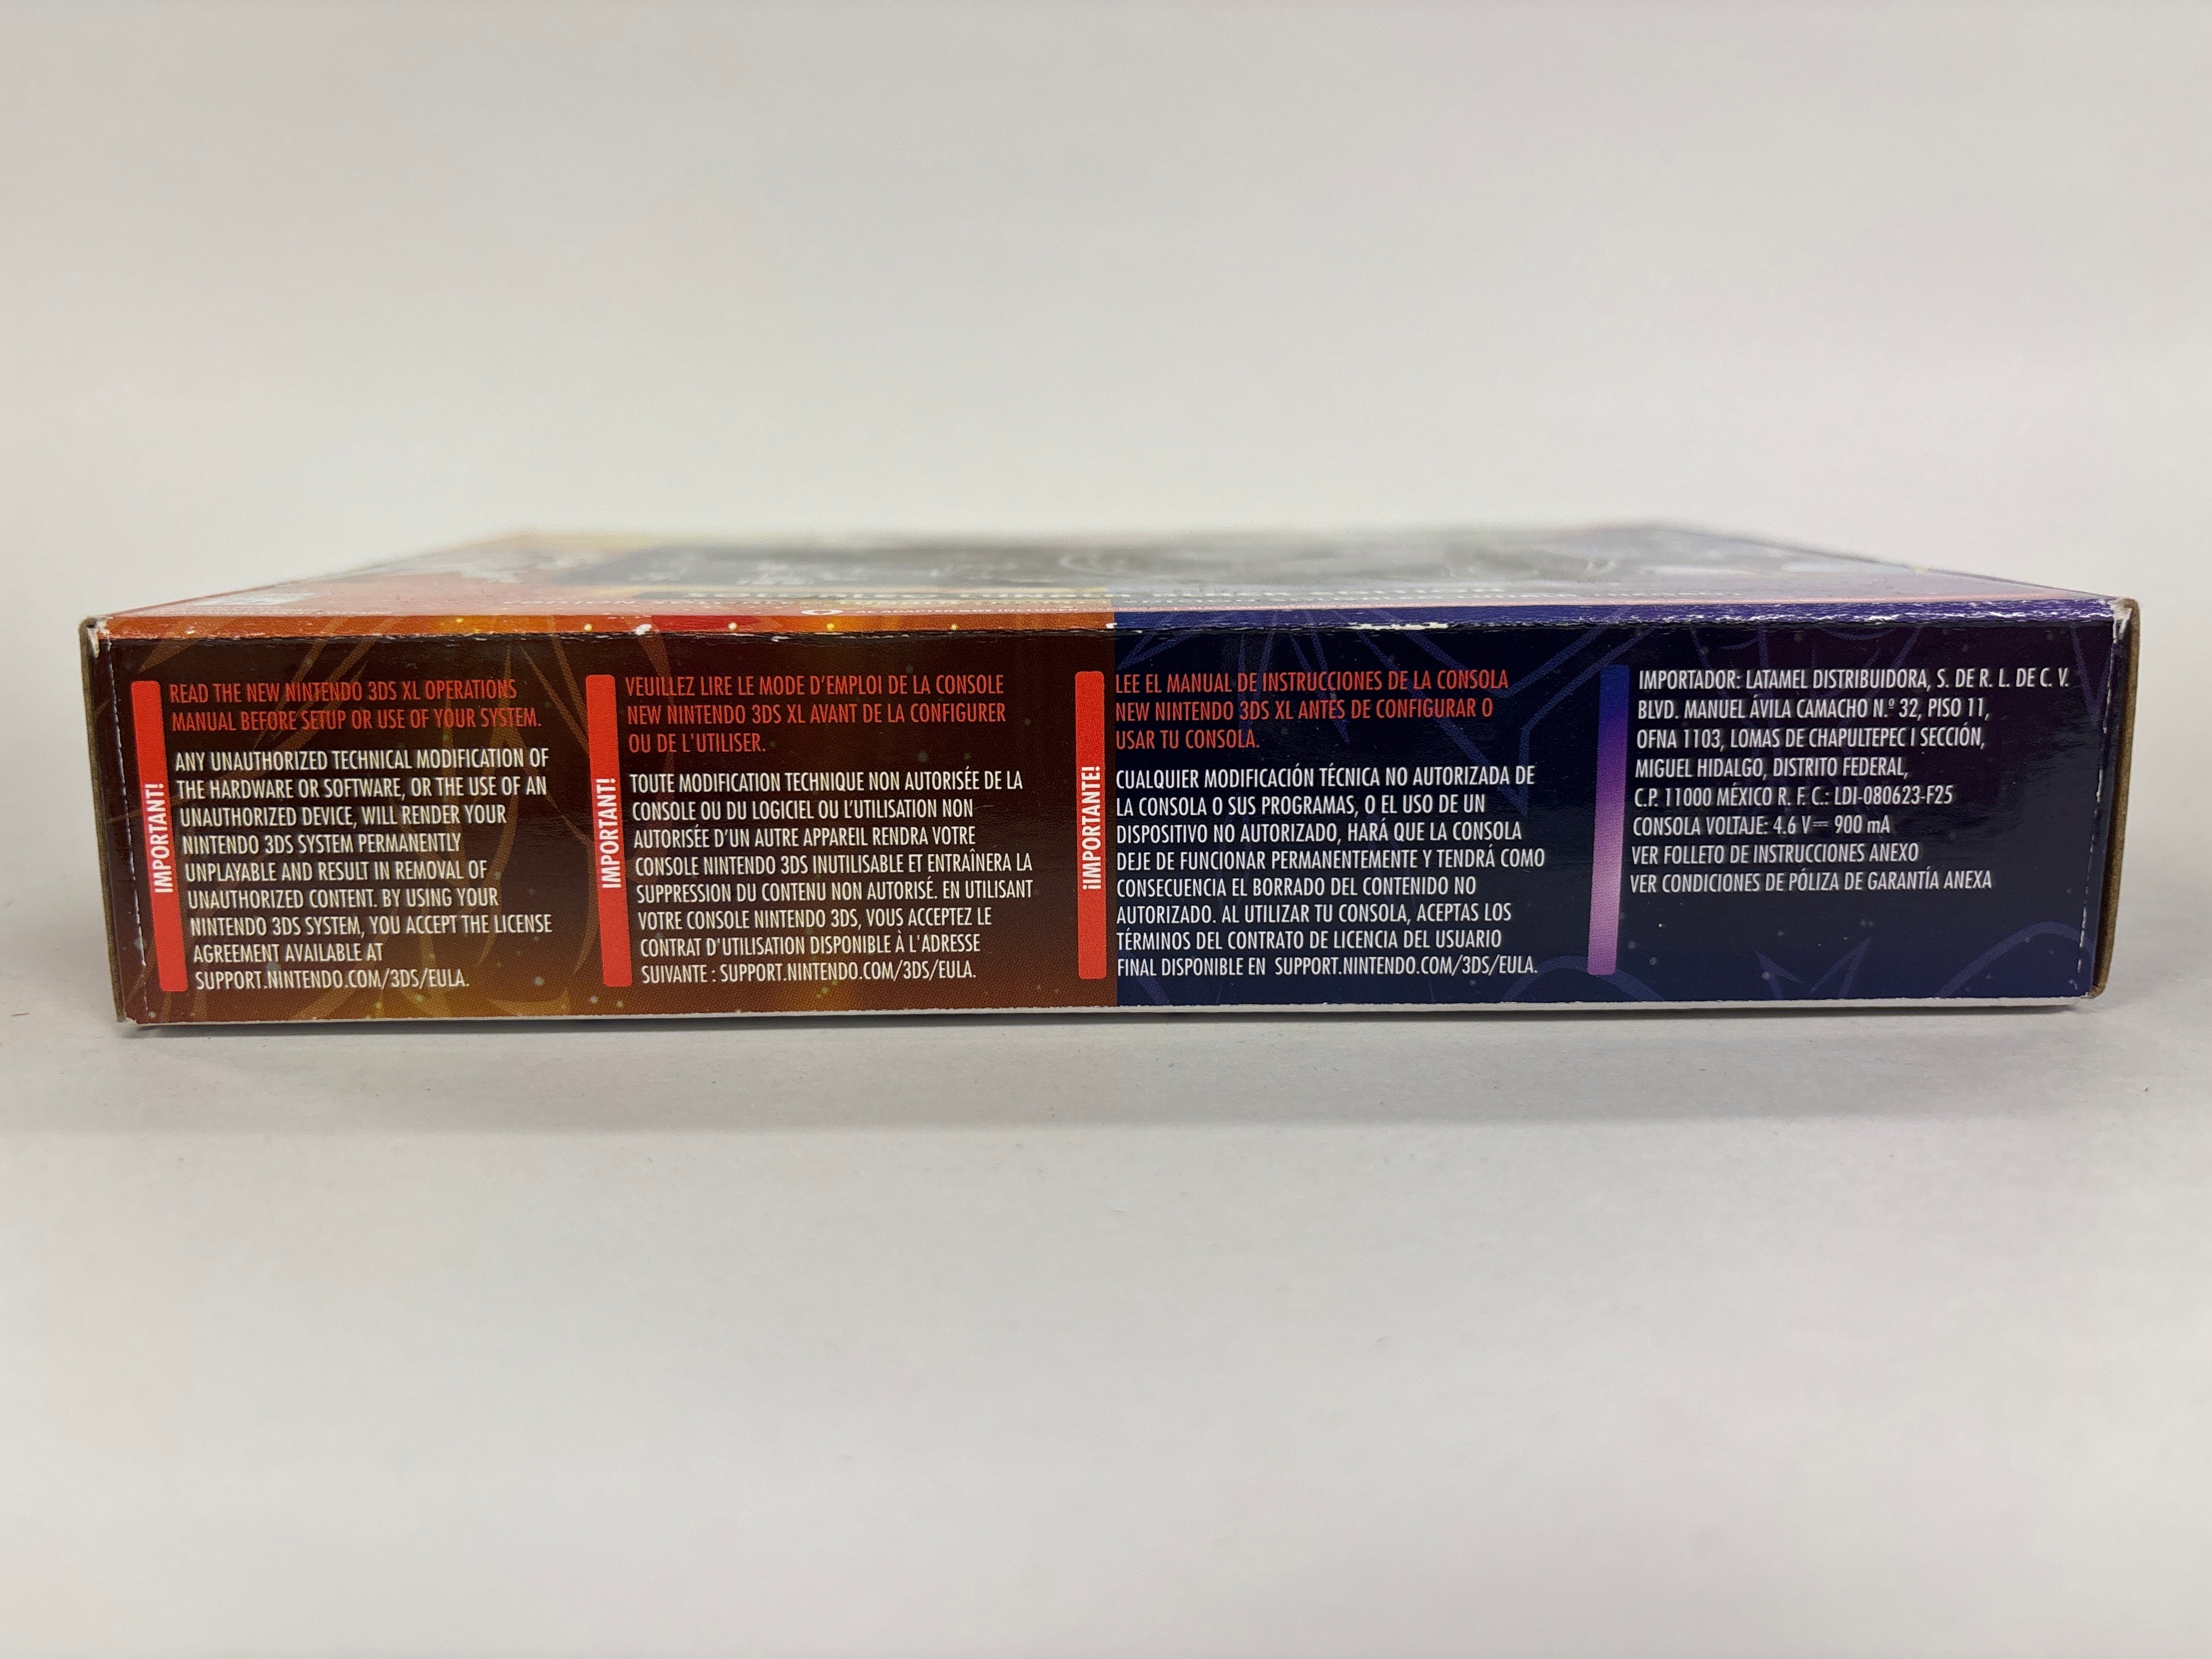 IMPORTANT!
READ THE NEW NINTENDO 3DS XL OPERATIONS
MANUAL BEFORE SETUP OR USE OF YOUR SYSTEM.
ANY UNAUTHORIZED TECHNICAL MODIFICATION OF
THE HARDWARE OR SOFTWARE, OR THE USE OF AN
UNAUTHORIZED DEVICE, WILL RENDER YOUR
NINTENDO 3DS SYSTEM PERMANENTLY
UNPLAYABLE AND RESULT IN REMOVAL OF
UNAUTHORIZED CONTENT. BY USING YOUR
NINTENDO 3DS SYSTEM, YOU ACCEPT THE LICENSE
AGREEMENT AVAILABLE AT
SUPPORT.NINTENDO.COM/3DS/EULA.
IMPORTANT!
VEUILLEZ LIRE LE MODE D'EMPLOI DE LA CONSOLE
NEW NINTENDO 3DS XL AVANT DE LA CONFIGURER
OU DE L'UTILISER.
TOUTE MODIFICATION TECHNIQUE NON AUTORISÉE DE LA
CONSOLE OU DU LOGICIEL OU L'UTILISATION NON
AUTORISÉE D'UN AUTRE APPAREIL RENDRA VOTRE
CONSOLE NINTENDO 3DS INUTILISABLE ET ENTRAÎNERA LA
SUPPRESSION DU CONTENU NON AUTORISÉ. EN UTILISANT
VOTRE CONSOLE NINTENDO 3DS, VOUS ACCEPTEZ LE
CONTRAT D'UTILISATION DISPONIBLE À L'ADRESSE
SUIVANTE : SUPPORT.NINTENDO.COM/3DS/EULA.
¡IMPORTANTE!
LEE EL MANUAL DE INSTRUCCIONES DE LA CONSOLA
NEW NINTENDO 3DS XL ANTES DE CONFIGURAR O
USAR TU CONSOLA.
CUALQUIER MODIFICACIÓN TÉCNICA NO AUTORIZADA DE
LA CONSOLA O SUS PROGRAMAS, O EL USO DE UN
DISPOSITIVO NO AUTORIZADO, HARÁ QUE LA CONSOLA
DEJE DE FUNCIONAR PERMANENTEMENTE Y TENDRÁ COMO
CONSECUENCIA EL BORRADO DEL CONTENIDO NO
AUTORIZADO. AL UTILIZAR TU CONSOLA, ACEPTAS LOS
TÉRMINOS DEL CONTRATO DE LICENCIA DEL USUARIO
FINAL DISPONIBLE EN SUPPORT.NINTENDO.COM/3DS/EULA.
IMPORTADOR: LATAMEL DISTRIBUIDORA, S. DE R. L. DE C. V.
BLVD. MANUEL ÁVILA CAMACHO N.º 32, PISO 11,
OFNA 1103, LOMAS DE CHAPULTEPEC I SECCIÓN,
MIGUEL HIDALGO, DISTRITO FEDERAL,
C.P. 11000 MÉXICO R. F. C.: LDI-080623-F25
CONSOLA VOLTAJE: 4.6 V⎓ 900 mA
VER FOLLETO DE INSTRUCCIONES ANEXO
VER CONDICIONES DE PÓLIZA DE GARANTÍA ANEXA